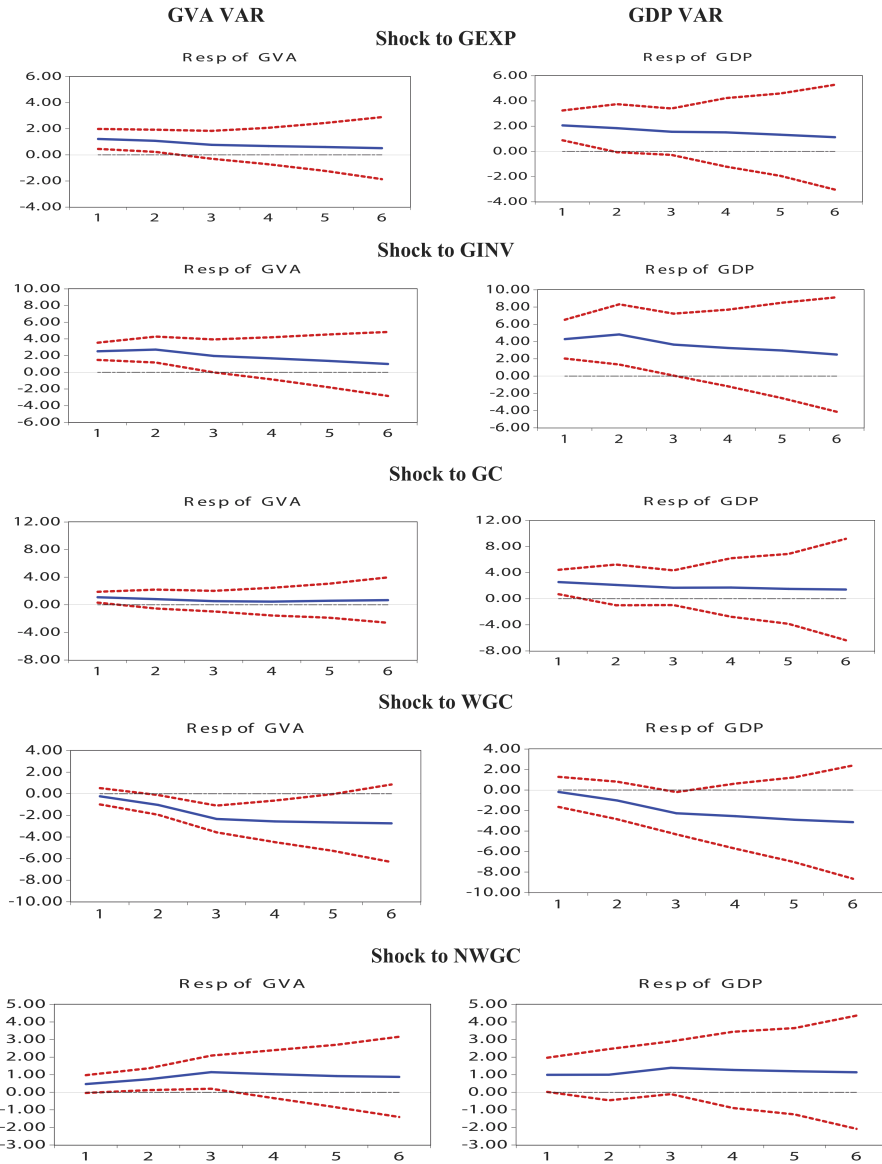 GVA VAR GDP VAR
Shock to GEXP
Resp of GVA Resp of GDP
6.00 6.00
4.00 4.00
2.00 2.00
0.00 0.00
-2.00 -2.00
-4.00 -4.00
1 2 3 4 5 6 1 2 3 4 5 6
Shock to GINV
Resp of GVA Resp of GDP
10.00 10.00
8.00 8.00
6.00 6.00
4.00 4.00
2.00 2.00
0.00 0.00
-2.00 -2.00
-4.00 -4.00
-6.00 -6.00
1 2 3 4 5 6 1 2 3 4 5 6
Shock to GC
Resp of GVA Resp of GDP
12.00 12.00
8.00 8.00
4.00 4.00
0.00 0.00
-4.00 -4.00
-8.00 -8.00
1 2 3 4 5 6 1 2 3 4 5 6
Shock to WGC
Resp of GVA Resp of GDP
4.00 4.00
2.00 2.00
0.00 0.00
-2.00 -2.00
-4.00 -4.00
-6.00 -6.00
-8.00 -8.00
-10.00 -10.00
1 2 3 4 5 6 1 2 3 4 5 6
Shock to NWGC
Resp of GVA Resp of GDP
5.00 5.00
4.00 4.00
3.00 3.00
2.00 2.00
1.00 1.00
0.00 0.00
-1.00 -1.00
-2.00 -2.00
-3.00 -3.00
1 2 3 4 5 6 1 2 3 4 5 6